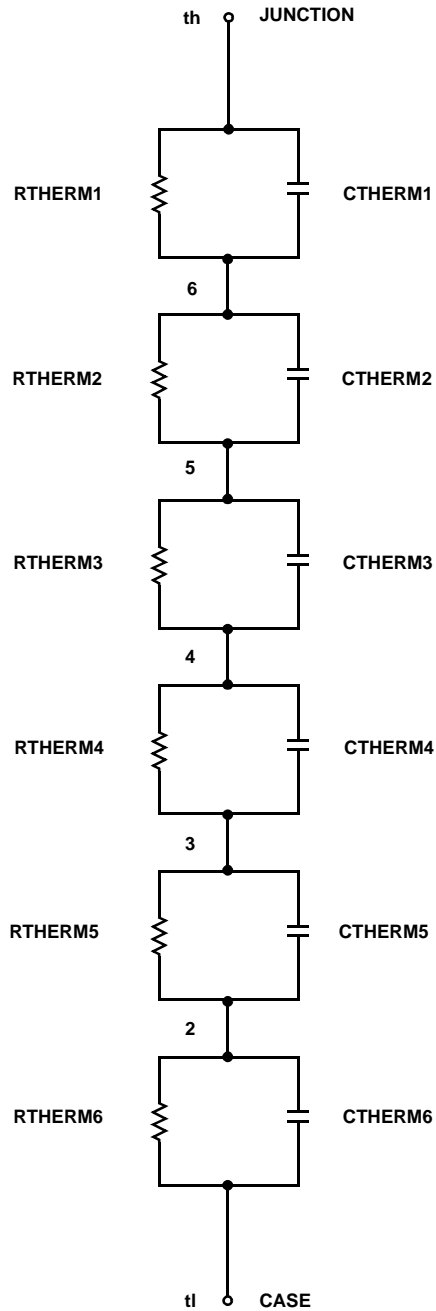 th JUNCTION
RTHERM1 CTHERM1
6
RTHERM2 CTHERM2
5
RTHERM3 CTHERM3
4
RTHERM4 CTHERM4
3
RTHERM5 CTHERM5
2
RTHERM6 CTHERM6
tl CASE